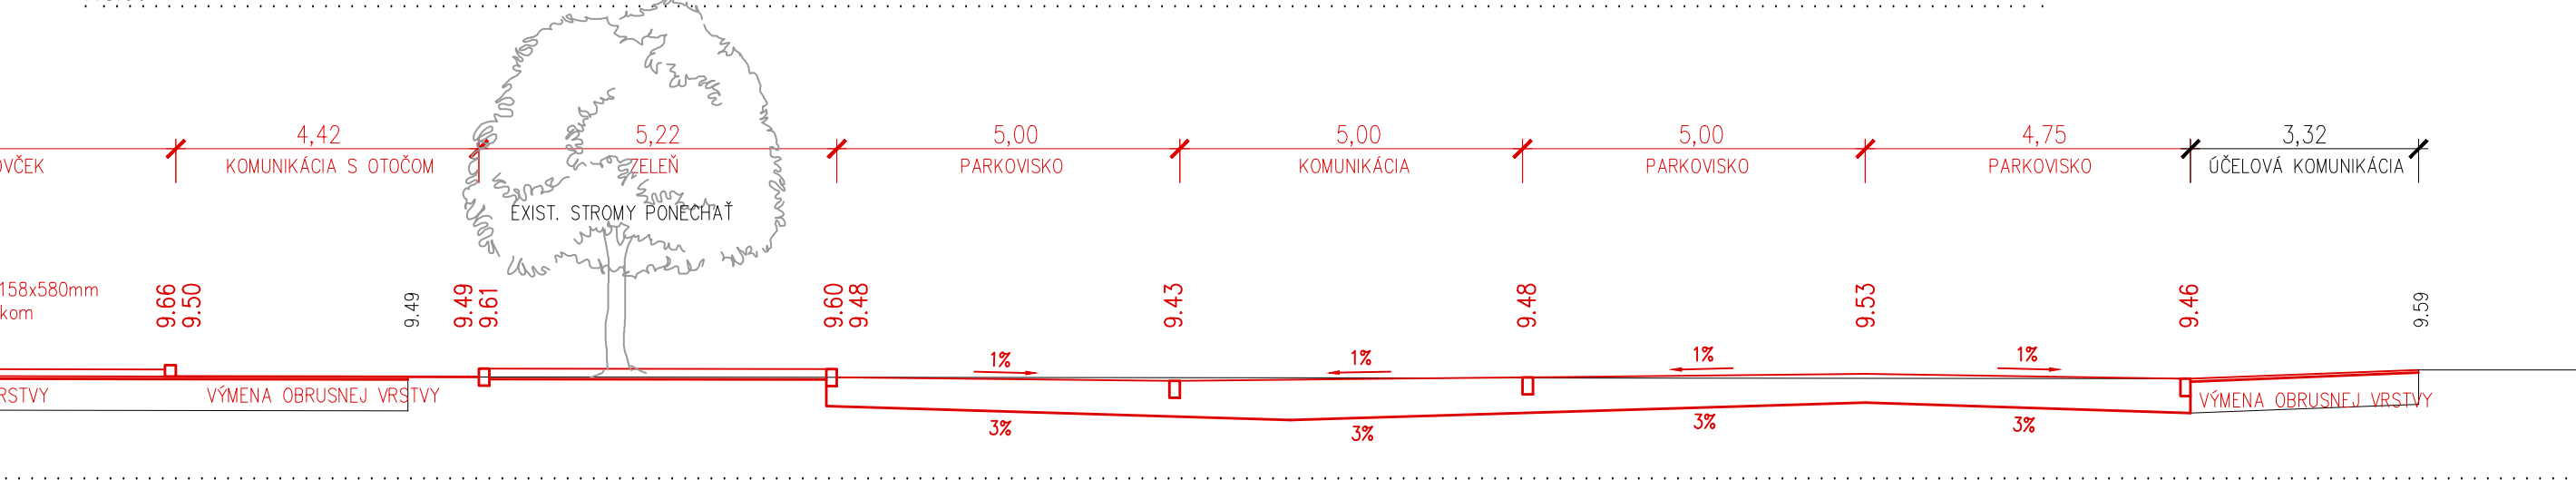 4,42 5,22 5,00 5,00 5,00 4,75 3,32
OVČEK KOMUNIKÁCIA S OTOČOM ZELEŇ PARKOVISKO KOMUNIKÁCIA PARKOVISKO PARKOVISKO ÚČELOVÁ KOMUNIKÁCIA
EXIST. STROMY PONECHAŤ
158x580mm
kom
9.66 9.50 9.49 9.49 9.61 9.60 9.48 9.43 9.48 9.53 9.46 9.59
1% 1% 1% 1%
RSTVY VÝMENA OBRUSNEJ VRSTVY VÝMENA OBRUSNEJ VRSTVY
3% 3% 3% 3%